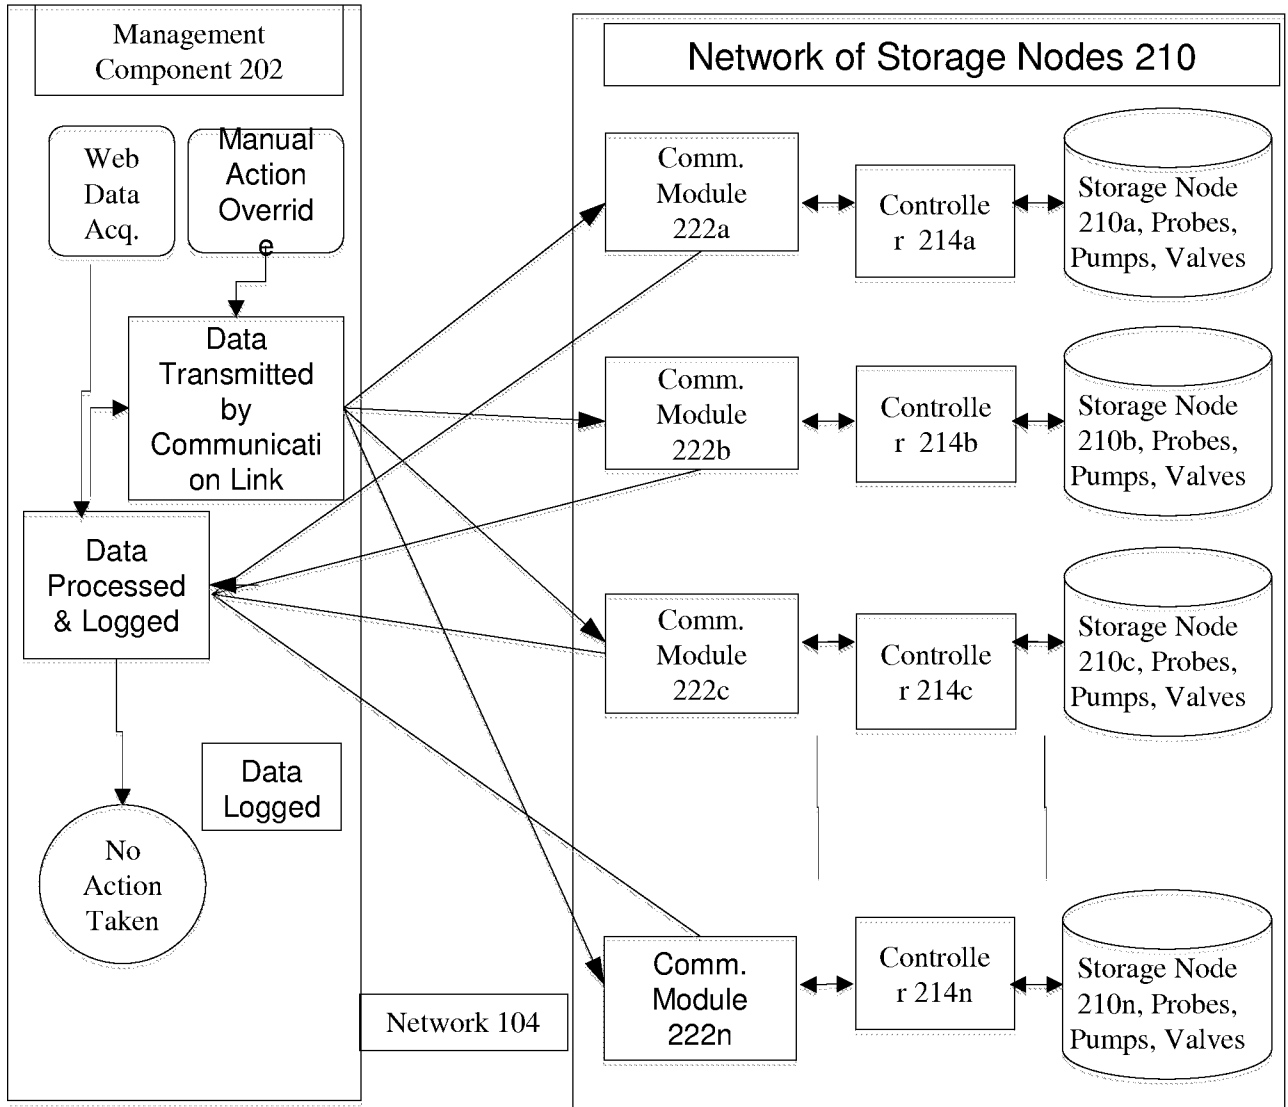 Management
Component 202
Network of Storage Nodes 210
Web
Data
Acq.
Manual
Action
Overrid
e
Data
Transmitted
by
Communicati
on Link
Data
Processed
& Logged
No
Action
Taken
Data
Logged
Network 104
Comm.
Module
222a
Controlle
r 214a
Storage Node
210a, Probes,
Pumps, Valves
Comm.
Module
222b
Controlle
r 214b
Storage Node
210b, Probes,
Pumps, Valves
Comm.
Module
222c
Controlle
r 214c
Storage Node
210c, Probes,
Pumps, Valves
Comm.
Module
222n
Controlle
r 214n
Storage Node
210n, Probes,
Pumps, Valves